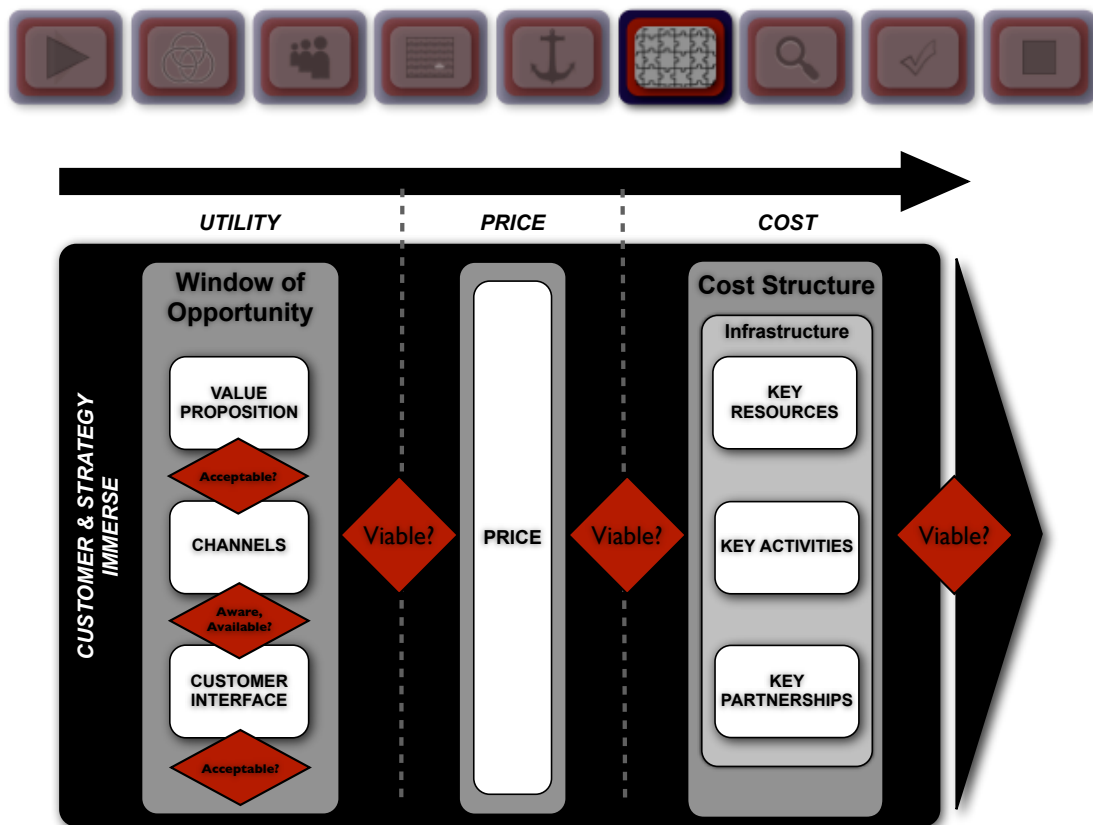 UTILITY
PRICE
COST
CUSTOMER & STRATEGY
IMMERSE
Window of
Opportunity
VALUE
PROPOSITION
Acceptable?
CHANNELS
Aware,
Available?
CUSTOMER
INTERFACE
Acceptable?
Viable?
PRICE
Viable?
Cost Structure
Infrastructure
KEY
RESOURCES
KEY ACTIVITIES
KEY
PARTNERSHIPS
Viable?